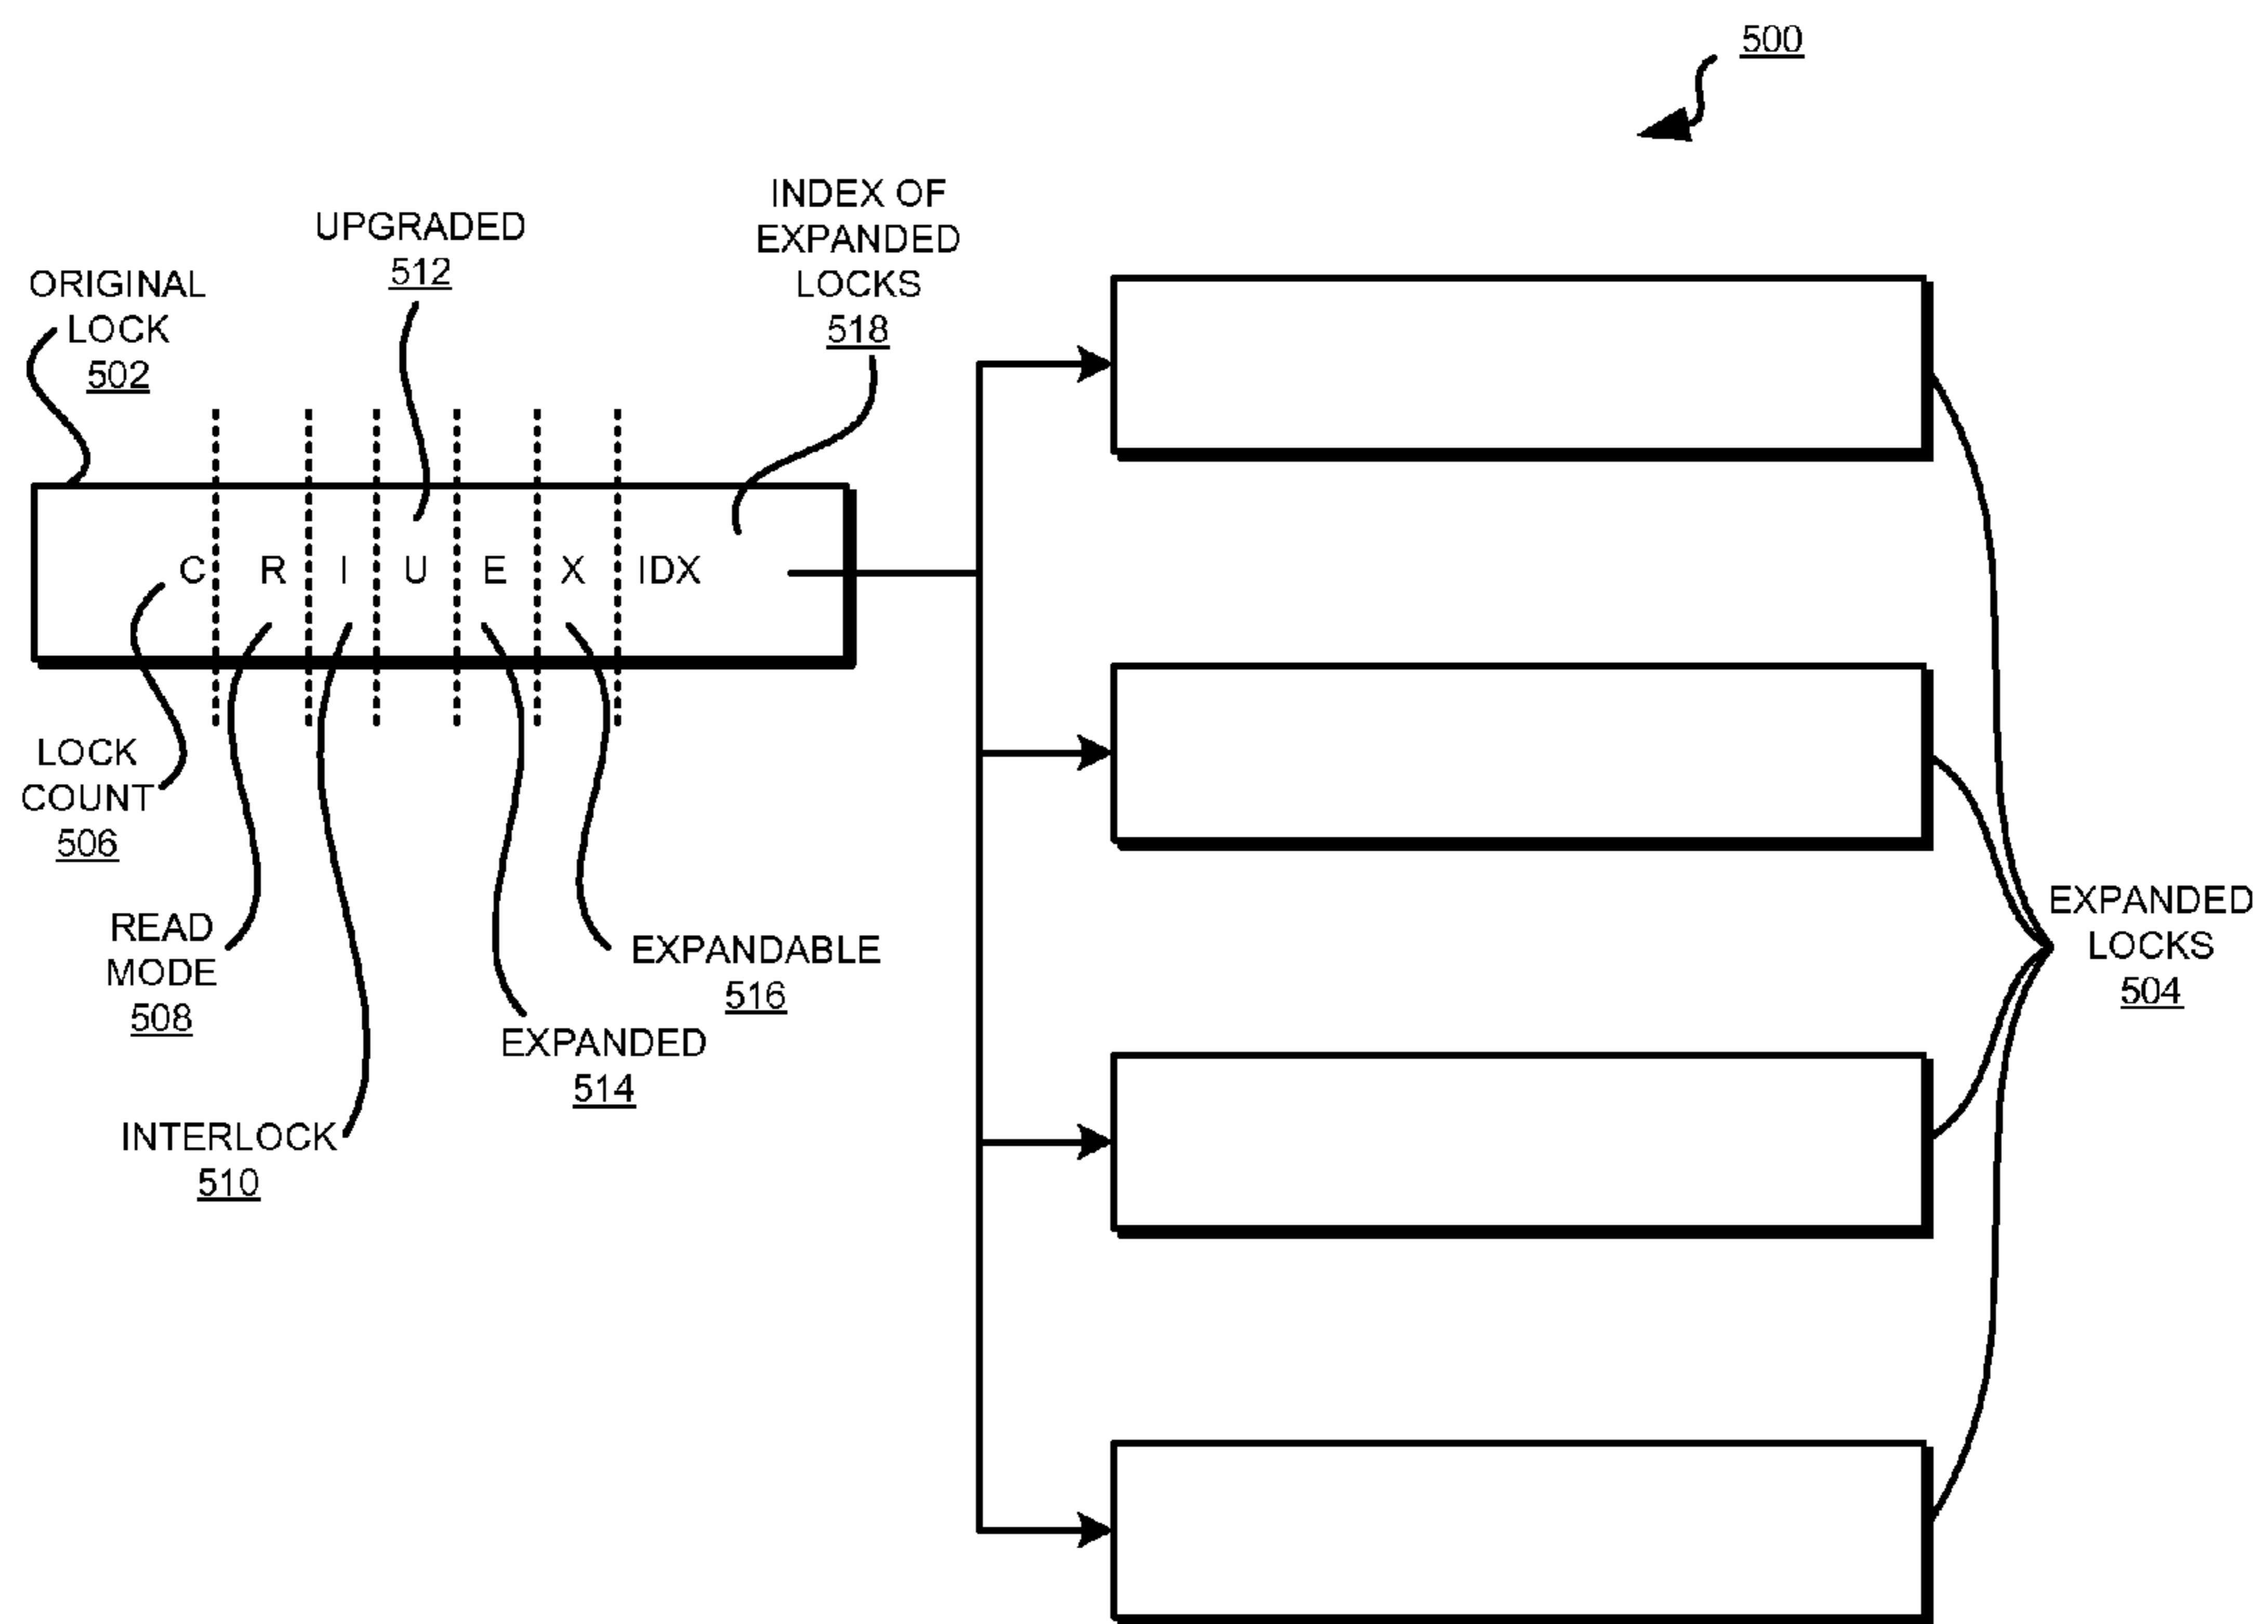 500
INDEX OF
EXPANDED
LOCKS
518
UPGRADED
512
ORIGINAL
LOCK
502
C R I U E X IDX
LOCK
COUNT
506
READ
MODE
508
EXPANDABLE
516
EXPANDED
514
INTERLOCK
510
EXPANDED
LOCKS
504